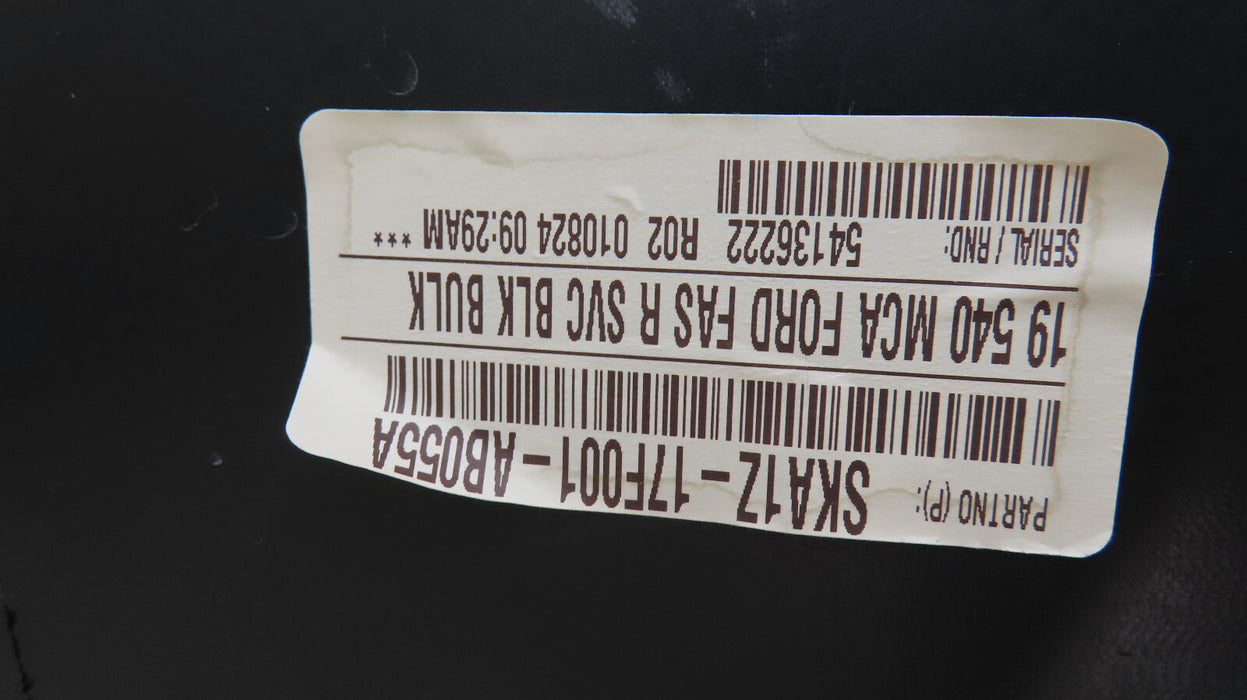 PARTNO (P): SKA1Z-17F001-AB055A
19 540 MCA FORD FAS R SVC BLK BULK
SERIAL / RND: 54136222 R02 010824 09:29AM ***